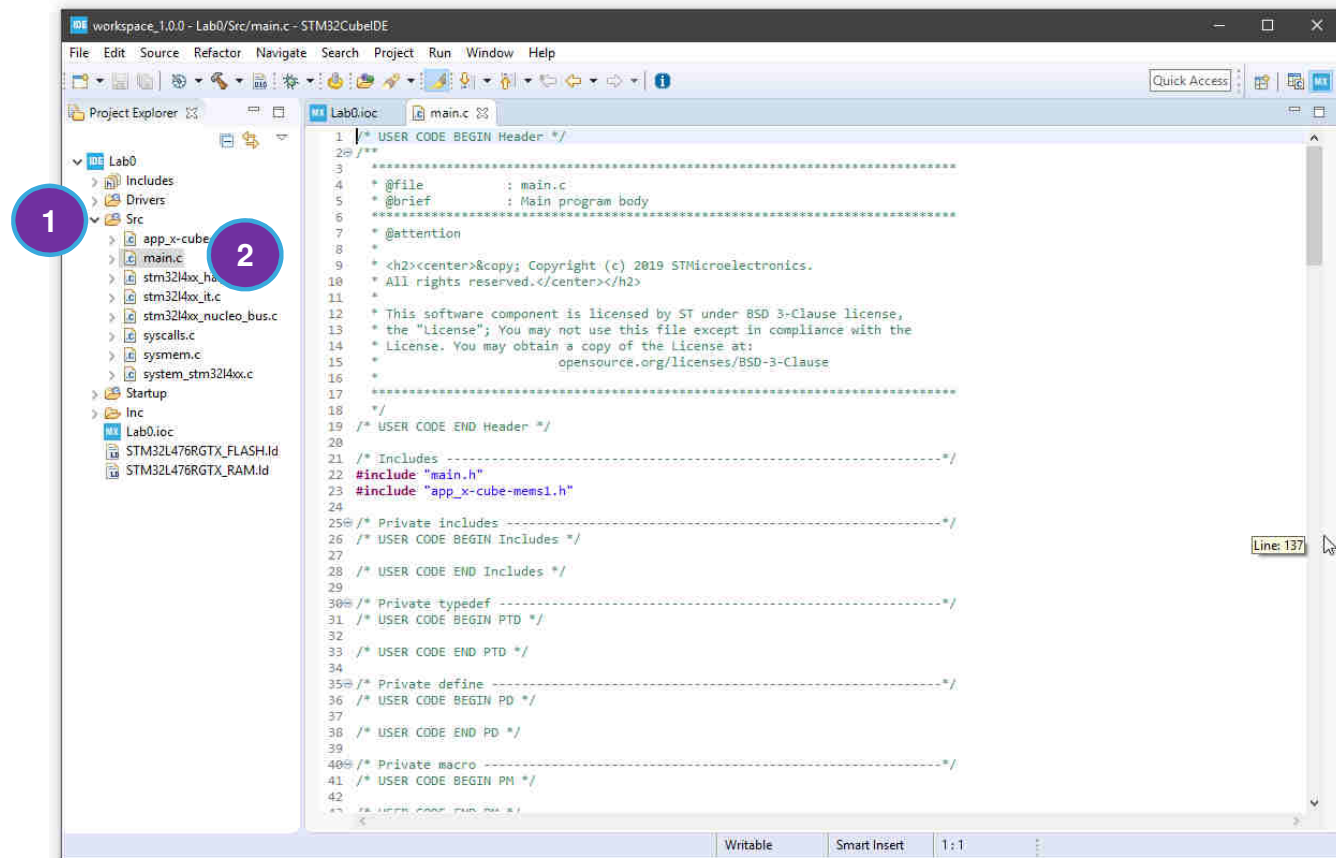 IDE workspace_1.0.0 - Lab0/Src/main.c - STM32CubeIDE
File Edit Source Refactor Navigate Search Project Run Window Help
Quick Access
MX
Project Explorer
MX Lab0.ioc
main.c
IDE Lab0
Includes
Drivers
1
Src
app_x-cube
main.c
2
stm32l4xx_ha
stm32l4xx_it.c
stm32l4xx_nucleo_bus.c
syscalls.c
sysmem.c
system_stm32l4xx.c
Startup
Inc
MX Lab0.ioc
STM32L476RGTX_FLASH.ld
STM32L476RGTX_RAM.ld
1 /* USER CODE BEGIN Header */
2 /**
3 ******************************************************************************
4 * @file : main.c
5 * @brief : Main program body
6 ******************************************************************************
7 * @attention
8 *
9 * <h2><center>&copy; Copyright (c) 2019 STMicroelectronics.
10 * All rights reserved.</center></h2>
11 *
12 * This software component is licensed by ST under BSD 3-Clause license,
13 * the "License"; You may not use this file except in compliance with the
14 * License. You may obtain a copy of the License at:
15 * opensource.org/licenses/BSD-3-Clause
16 *
17 ******************************************************************************
18 */
19 /* USER CODE END Header */
20
21 /* Includes ------------------------------------------------------------------*/
22 #include "main.h"
23 #include "app_x-cube-mems1.h"
24
25 /* Private includes ----------------------------------------------------------*/
26 /* USER CODE BEGIN Includes */
27
28 /* USER CODE END Includes */
29
30 /* Private typedef -----------------------------------------------------------*/
31 /* USER CODE BEGIN PTD */
32
33 /* USER CODE END PTD */
34
35 /* Private define ------------------------------------------------------------*/
36 /* USER CODE BEGIN PD */
37
38 /* USER CODE END PD */
39
40 /* Private macro -------------------------------------------------------------*/
41 /* USER CODE BEGIN PM */
42
Line: 137
Writable Smart Insert 1 : 1